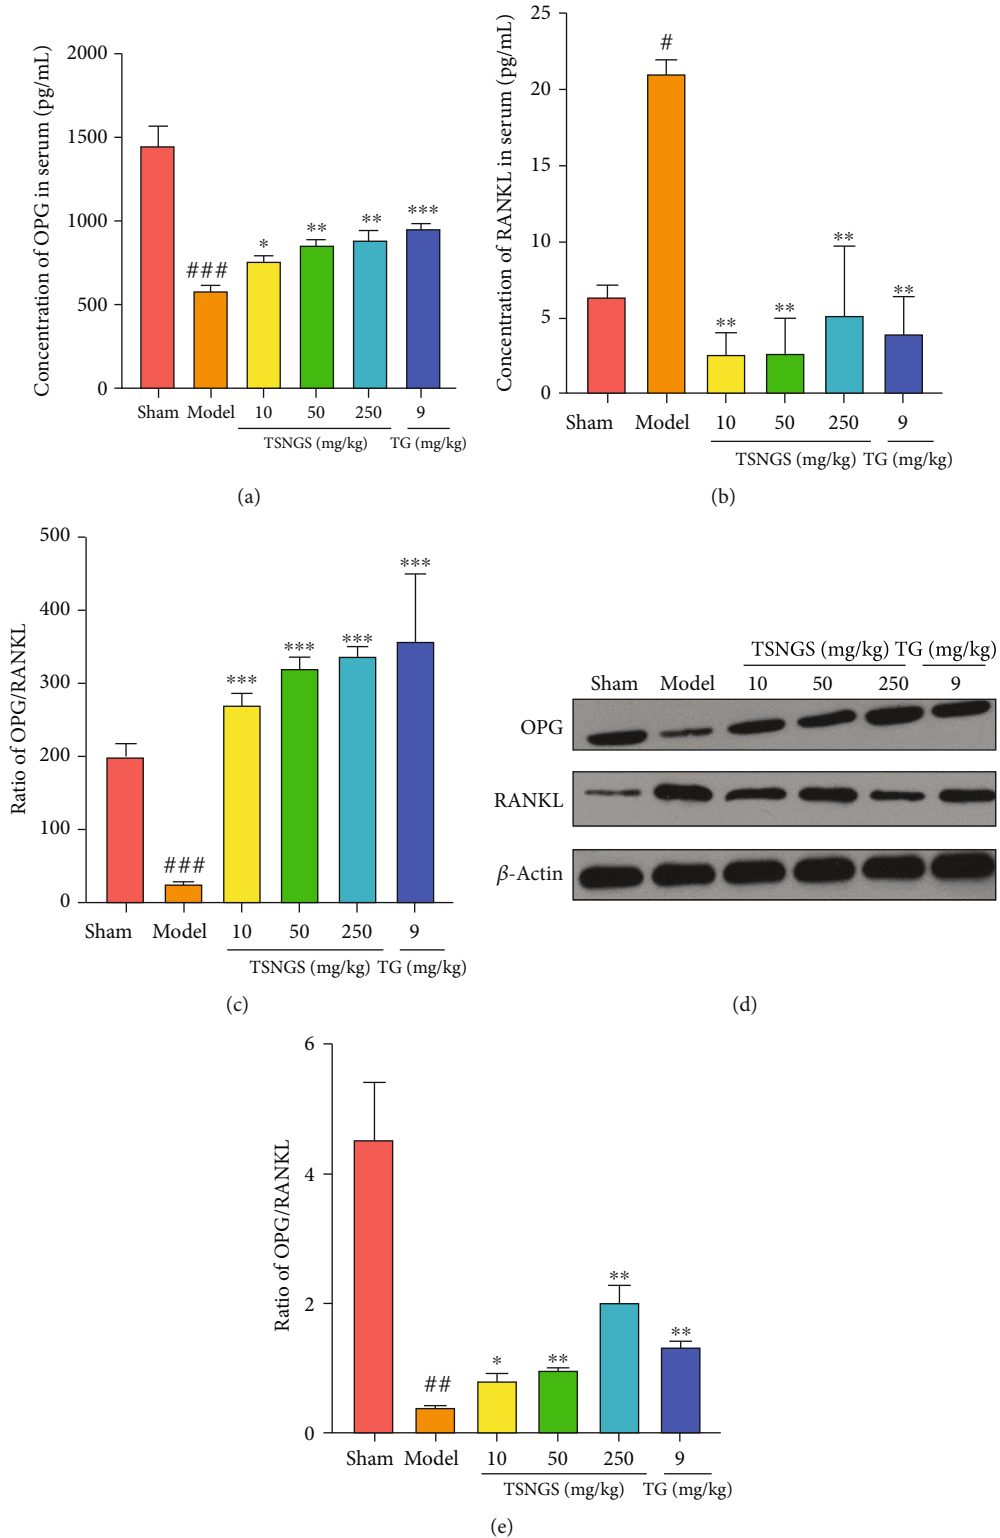 Concentration of OPG in serum (pg/mL)
2000
1500
1000
500
0
###
*
**
**
***
Sham Model 10 50 250 9
TSNGS (mg/kg) TG (mg/kg)
(a)
Concentration of RANKL in serum (pg/mL)
25
20
15
10
5
0
#
**
**
**
**
Sham Model 10 50 250 9
TSNGS (mg/kg) TG (mg/kg)
(b)
Ratio of OPG/RANKL
500
400
300
200
100
0
###
***
***
***
***
Sham Model 10 50 250 9
TSNGS (mg/kg) TG (mg/kg)
(c)
TSNGS (mg/kg) TG (mg/kg)
Sham Model 10 50 250 9
OPG
RANKL
β-Actin
(d)
Ratio of OPG/RANKL
6
4
2
0
##
*
**
**
**
Sham Model 10 50 250 9
TSNGS (mg/kg) TG (mg/kg)
(e)